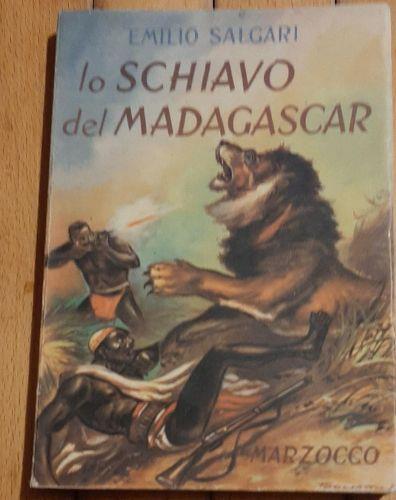 EMILIO SALGARI
lo SCHIAVO
del MADAGASCAR
MARZOCCO